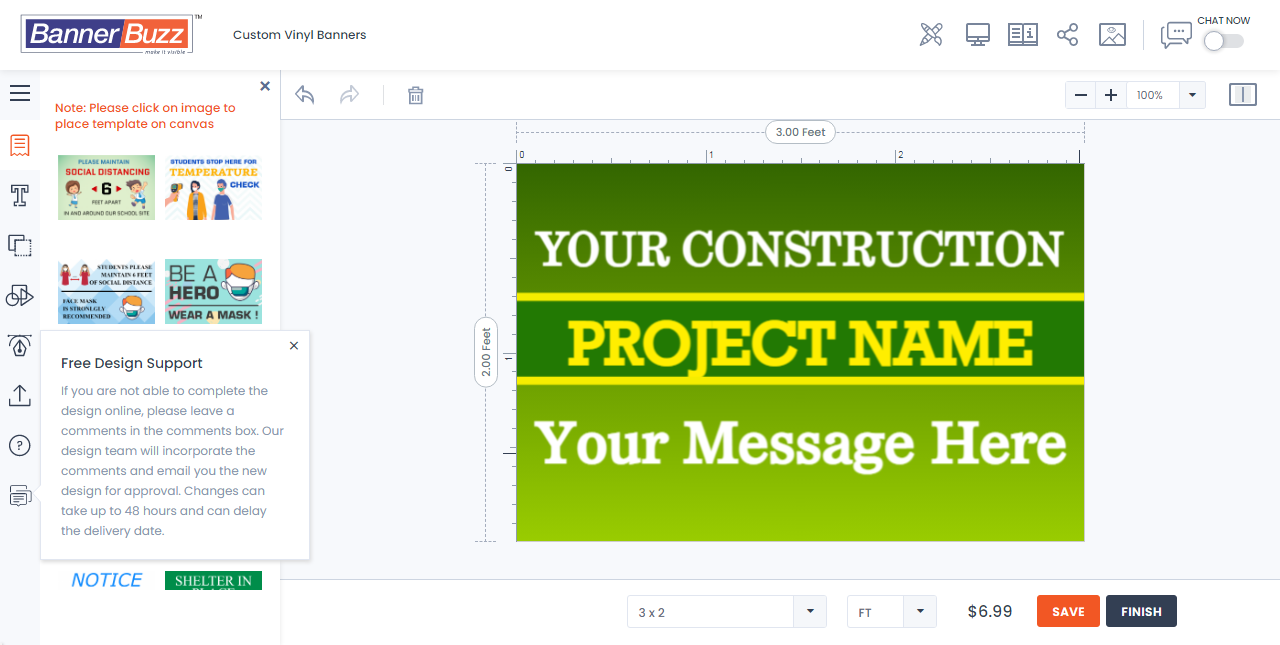 BannerBuzz™
make it visible
Custom Vinyl Banners
CHAT NOW
Note: Please click on image to
place template on canvas
100%
PLEASE MAINTAIN
SOCIAL DISTANCING
6
FEET APART
IN AND AROUND OUR SCHOOL SITE
STUDENTS STOP HERE FOR
TEMPERATURE
CHECK
STUDENTS PLEASE
MAINTAIN 6 FEET
OF SOCIAL DISTANCE
FACE MASK
IS STRONLGLY
RECOMMENDED
BE A
HERO
WEAR A MASK !
Free Design Support
If you are not able to complete the
design online, please leave a
comments in the comments box. Our
design team will incorporate the
comments and email you the new
design for approval. Changes can
take up to 48 hours and can delay
the delivery date.
NOTICE
SHELTER IN
PLACE
3.00 Feet
0 1 2
0
2.00 Feet
1
YOUR CONSTRUCTION
PROJECT NAME
Your Message Here
3 x 2
FT
$6.99
SAVE
FINISH